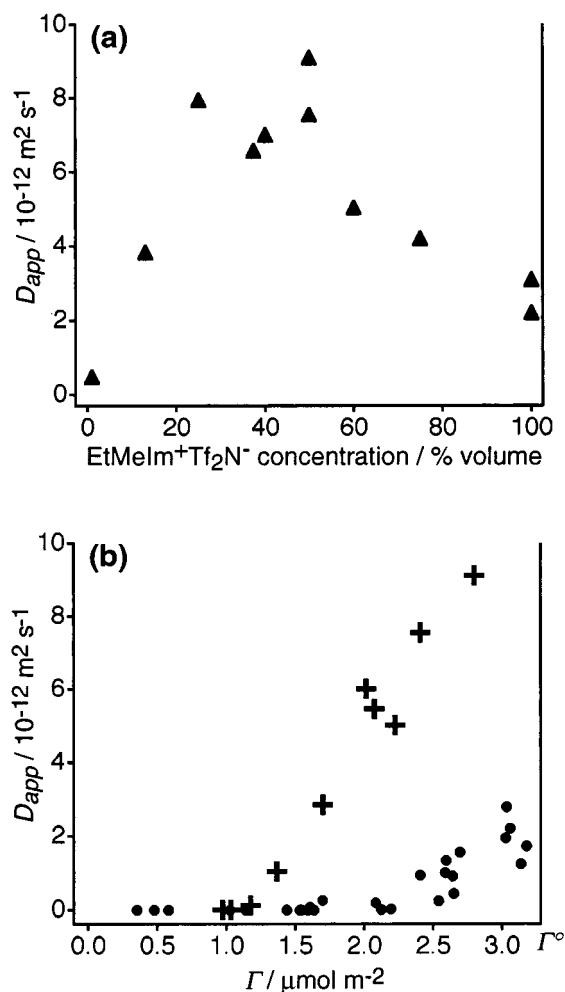 (a)
D_app / 10⁻¹² m² s⁻¹
10
8
6
4
2
0
0 20 40 60 80 100
EtMeIm⁺Tf₂N⁻ concentration / % volume
(b)
D_app / 10⁻¹² m² s⁻¹
10
8
6
4
2
0
0.0 0.5 1.0 1.5 2.0 2.5 3.0 Γ°
Γ / μmol m⁻²